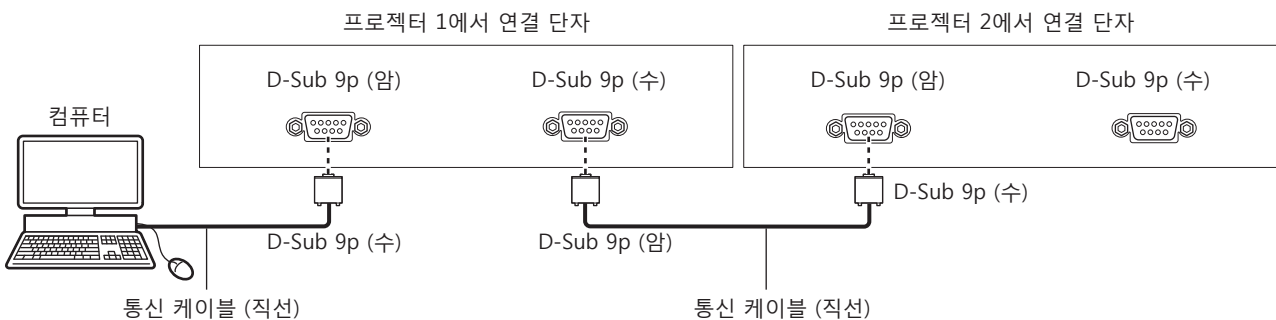 프로젝터 1에서 연결 단자
프로젝터 2에서 연결 단자
D-Sub 9p (암)
D-Sub 9p (수)
D-Sub 9p (암)
D-Sub 9p (수)
컴퓨터
D-Sub 9p (수)
D-Sub 9p (수)
D-Sub 9p (암)
통신 케이블 (직선)
통신 케이블 (직선)